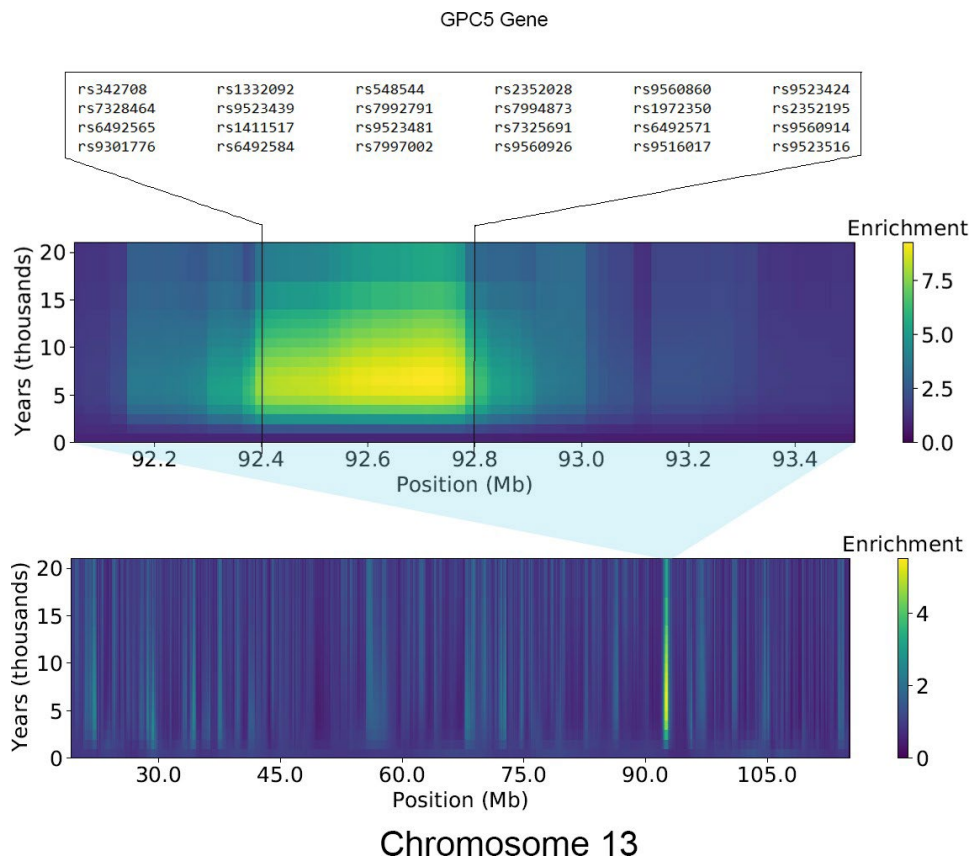 GPC5 Gene
rs342708 rs1332092 rs548544 rs2352028 rs9560860 rs9523424
rs7328464 rs9523439 rs7992791 rs7994873 rs1972350 rs2352195
rs6492565 rs1411517 rs9523481 rs7325691 rs6492571 rs9560914
rs9301776 rs6492584 rs7997002 rs9560926 rs9516017 rs9523516
Enrichment
Years (thousands)
20
15
10
5
0
7.5
5.0
2.5
0.0
92.2 92.4 92.6 92.8 93.0 93.2 93.4
Position (Mb)
Enrichment
Years (thousands)
20
15
10
5
0
4
2
0
30.0 45.0 60.0 75.0 90.0 105.0
Position (Mb)
Chromosome 13